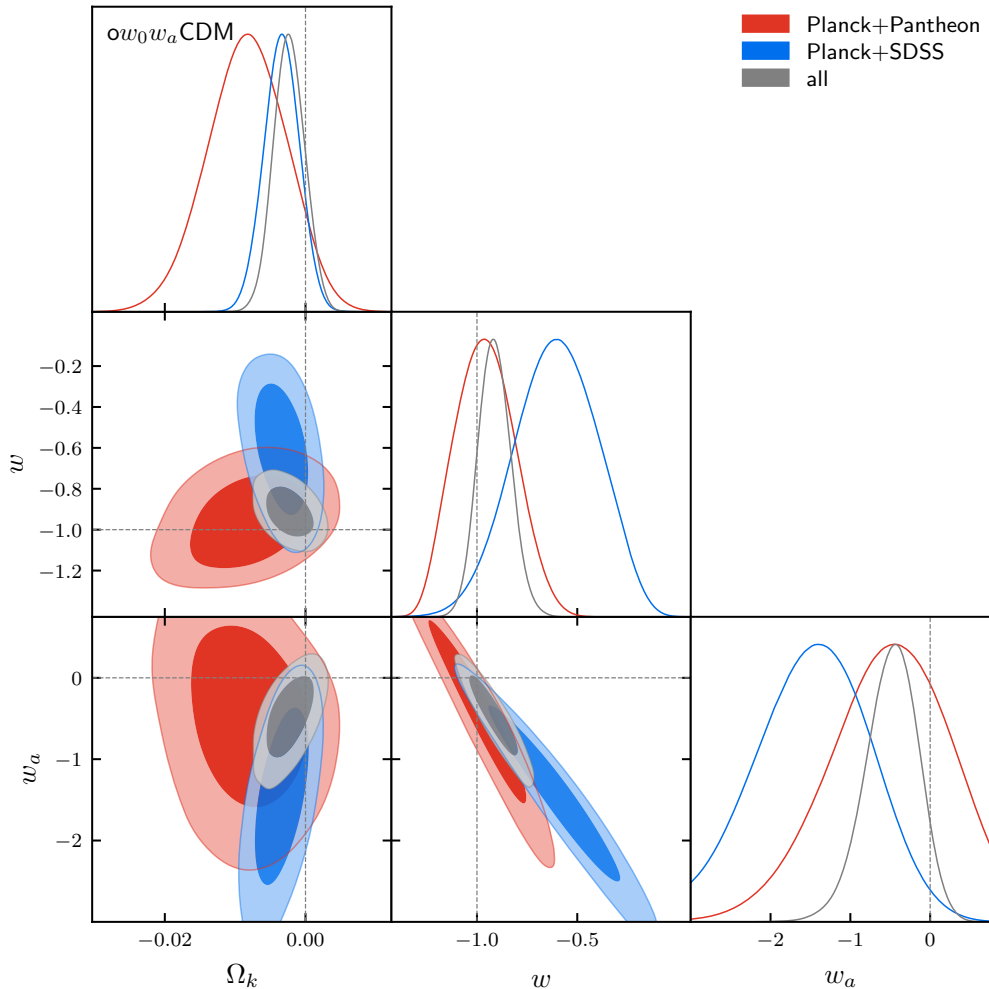 ow₀wₐCDM
Planck+Pantheon
Planck+SDSS
all
−0.2
−0.4
−0.6
−0.8
−1.0
−1.2
w
0
−1
−2
wₐ
−0.02 0.00
−1.0 −0.5
−2 −1 0
Ωₖ w wₐ